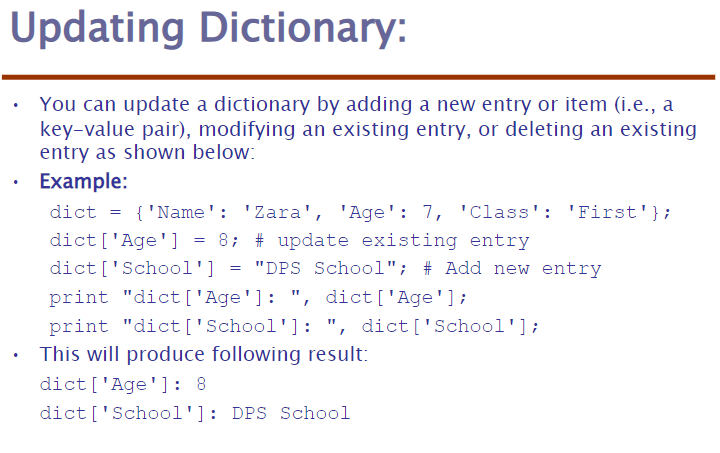 Updating Dictionary:
• You can update a dictionary by adding a new entry or item (i.e., a
key-value pair), modifying an existing entry, or deleting an existing
entry as shown below:
• Example:
dict = {'Name': 'Zara', 'Age': 7, 'Class': 'First'};
dict['Age'] = 8; # update existing entry
dict['School'] = "DPS School"; # Add new entry
print "dict['Age']: ", dict['Age'];
print "dict['School']: ", dict['School'];
• This will produce following result:
dict['Age']: 8
dict['School']: DPS School